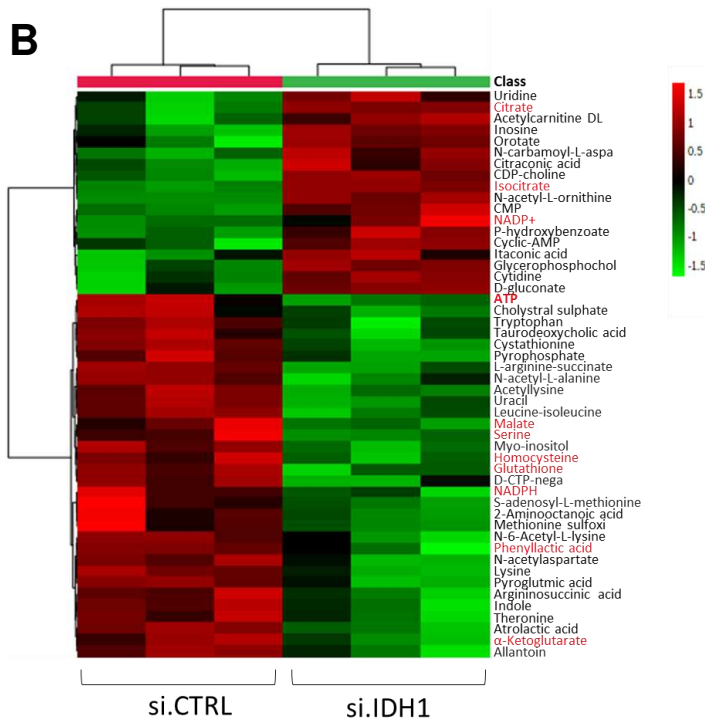 B
Class
Uridine
Citrate
Acetylcarnitine DL
Inosine
Orotate
N-carbamoyl-L-aspa
Citraconic acid
CDP-choline
Isocitrate
N-acetyl-L-ornithine
CMP
NADP+
P-hydroxybenzoate
Cyclic-AMP
Itaconic acid
Glycerophosphochol
Cytidine
D-gluconate
ATP
Cholystral sulphate
Tryptophan
Taurodeoxycholic acid
Cystathionine
Pyrophosphate
L-arginine-succinate
N-acetyl-L-alanine
Acetyllysine
Uracil
Leucine-isoleucine
Malate
Serine
Myo-inositol
Homocysteine
Glutathione
D-CTP-nega
NADPH
S-adenosyl-L-methionine
2-Aminooctanoic acid
Methionine sulfoxi
N-6-Acetyl-L-lysine
Phenyllactic acid
N-acetylaspartate
Lysine
Pyroglutmic acid
Argininosuccinic acid
Indole
Theronine
Atrolactic acid
α-Ketoglutarate
Allantoin
1.5
1
0.5
0
-0.5
-1
-1.5
si.CTRL
si.IDH1